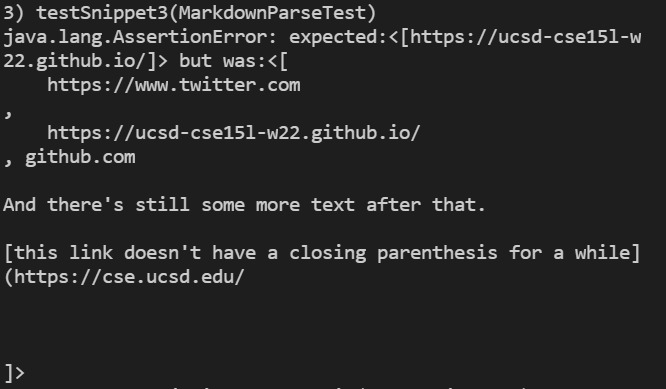 3) testSnippet3(MarkdownParseTest)
java.lang.AssertionError: expected:<[https://ucsd-cse15l-w
22.github.io/]> but was:<[
    https://www.twitter.com
,
    https://ucsd-cse15l-w22.github.io/
, github.com

And there's still some more text after that.

[this link doesn't have a closing parenthesis for a while]
(https://cse.ucsd.edu/

]>